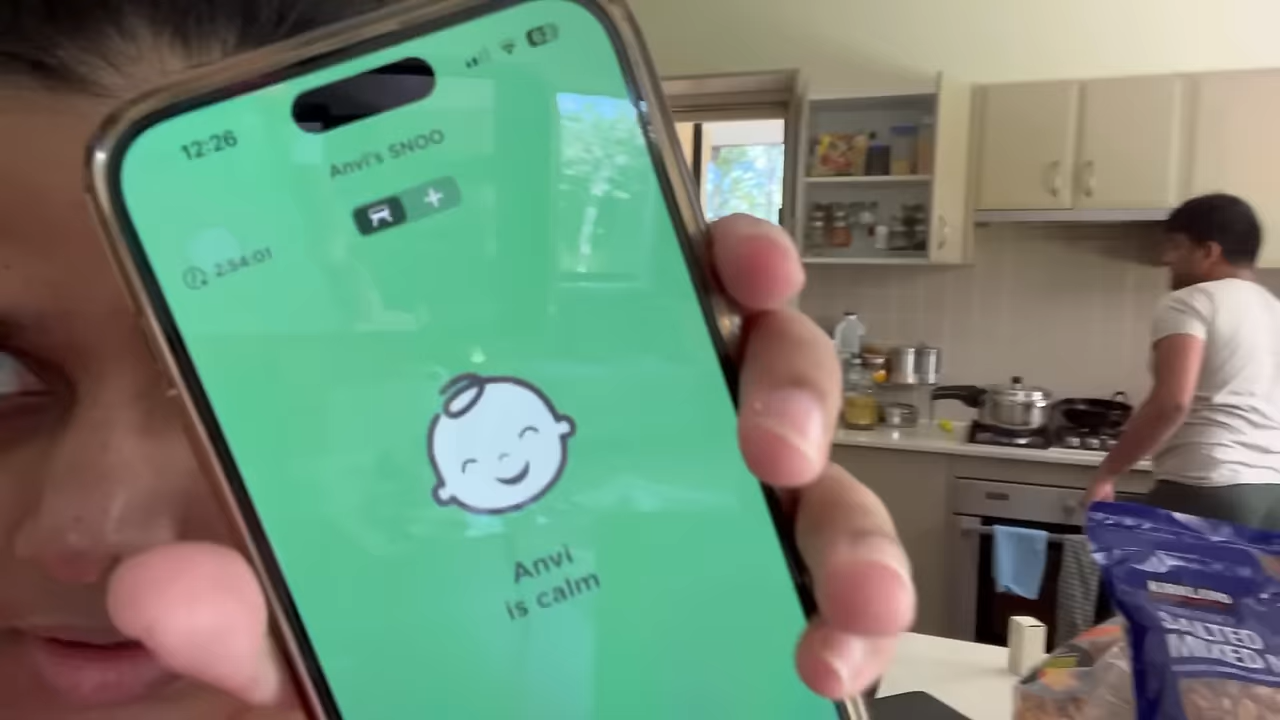 12:26
Anvi's SNOO
2:54:01
Anvi
is calm
KIRKLAND
SALTED
MIXED